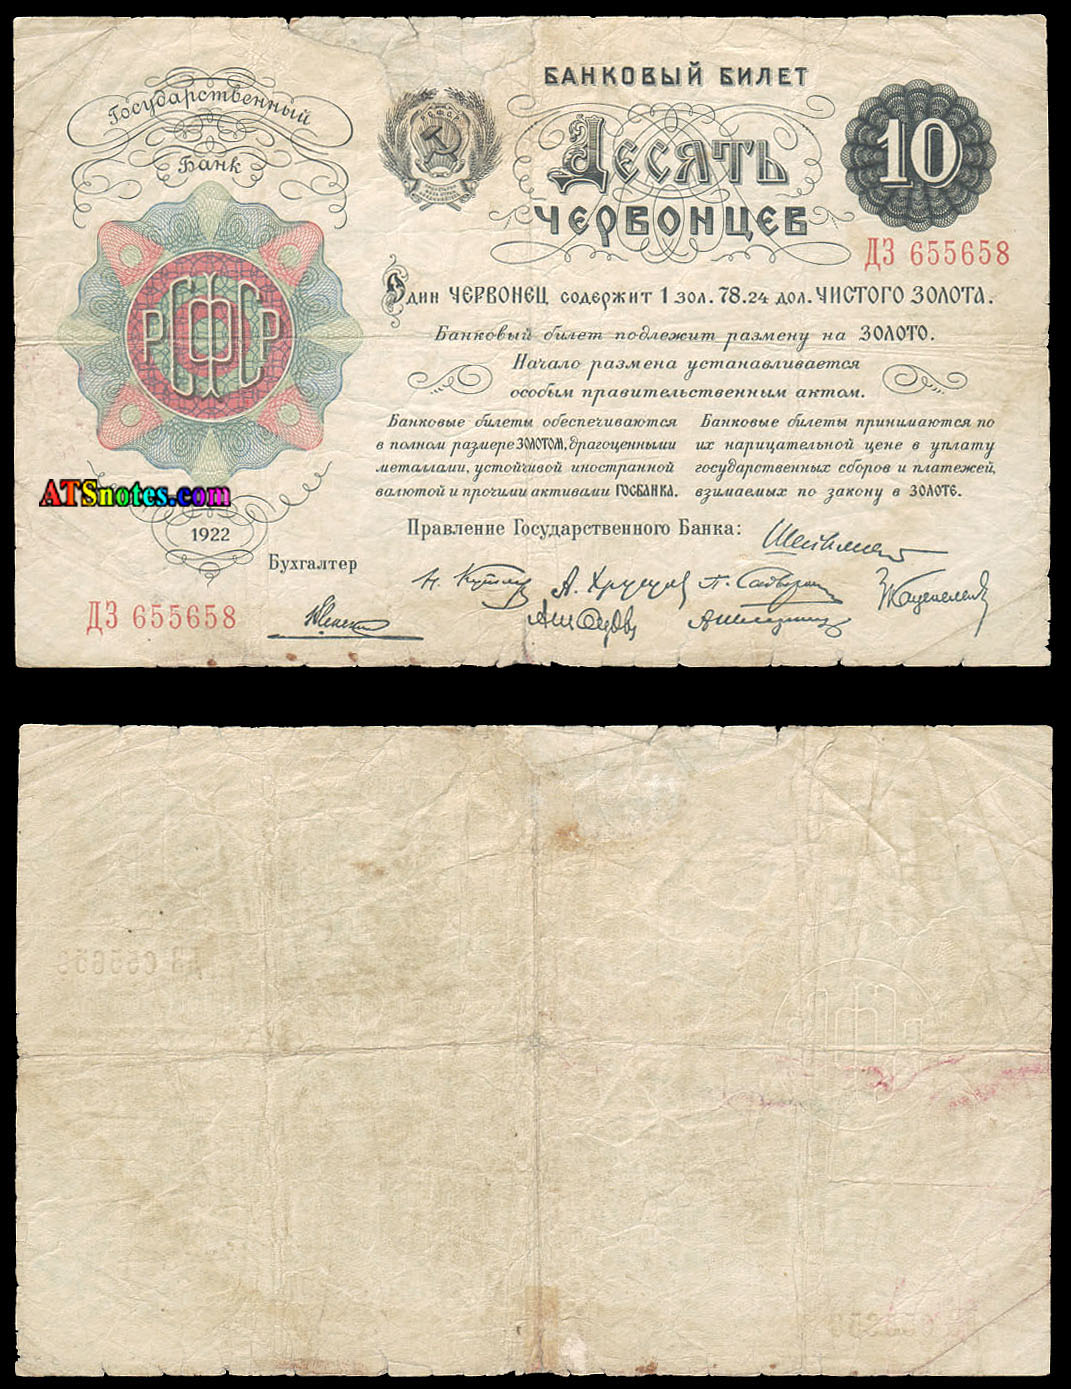 Государственный
Банк
РСФСР
БАНКОВЫЙ БИЛЕТ
ДЕСЯТЬ
ЧЕРВОНЦЕВ
10
ДЗ 655658
Один ЧЕРВОНЕЦ содержит 1 зол. 78.24 дол. ЧИСТОГО ЗОЛОТА.
Банковый билет подлежит размену на ЗОЛОТО.
Начало размена устанавливается
особым правительственным актом.
Банковые билеты обеспечиваются
в полном размере ЗОЛОТОМ, драгоценными
металлами, устойчивой иностранной
валютой и прочими активами ГОСБАНКА.
Банковые билеты принимаются по
их нарицательной цене в уплату
государственных сборов и платежей,
взимаемых по закону в ЗОЛОТЕ.
ATSnotes.com
1922
Правление Государственного Банка:
Бухгалтер
ДЗ 655658